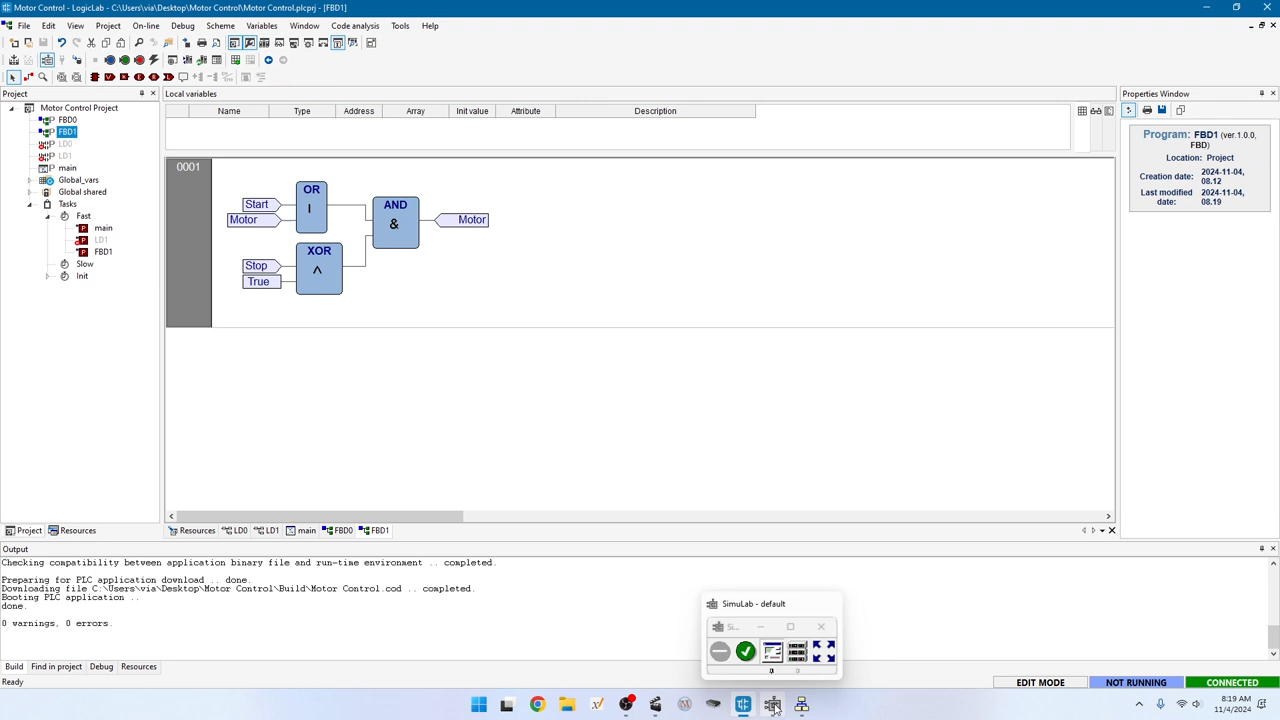 Motor Control - LogicLab - C:\Users\via\Desktop\Motor Control\Motor Control.plcprj - [FBD1]
File Edit View Project On-line Debug Scheme Variables Window Code analysis Tools Help
Project
Local variables
Properties Window
Name Type Address Array Init value Attribute Description
Motor Control Project
FBD0
FBD1
LD0
LD1
main
Global_vars
Global shared
Tasks
Fast
main
LD1
FBD1
Slow
Init
0001
OR
Start
Motor
AND
&
Motor
XOR
^
Stop
True
Program: FBD1 (ver.1.0.0, FBD)
Location: Project
Creation date: 2024-11-04, 08.12
Last modified date: 2024-11-04, 08.19
Project Resources
Resources LD0 LD1 main FBD0 FBD1
Output
Checking compatibility between application binary file and run-time environment .. completed.
Preparing for PLC application download .. done.
Downloading file C:\Users\via\Desktop\Motor Control\Build\Motor Control.cod .. completed.
Booting PLC application ..
done.
0 warnings, 0 errors.
SimuLab - default
Si...
Build Find in project Debug Resources
Ready
EDIT MODE NOT RUNNING CONNECTED
8:19 AM
11/4/2024